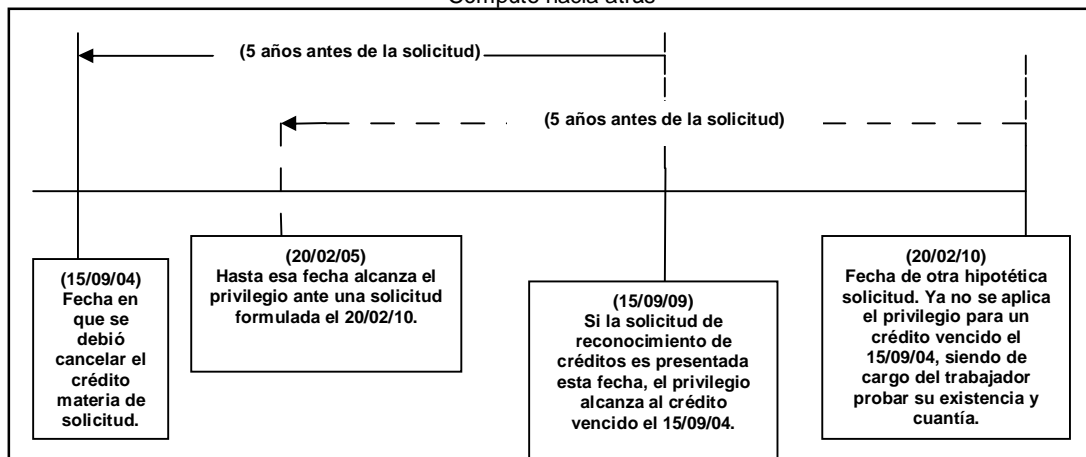 Cómputo hacia atrás
(5 años antes de la solicitud)
(5 años antes de la solicitud)
(15/09/04)
Fecha en
que se
debió
cancelar el
crédito
materia de
solicitud.
(20/02/05)
Hasta esa fecha alcanza el
privilegio ante una solicitud
formulada el 20/02/10.
(15/09/09)
Si la solicitud de
reconocimiento de
créditos es presentada
esta fecha, el privilegio
alcanza al crédito
vencido el 15/09/04.
(20/02/10)
Fecha de otra hipotética
solicitud. Ya no se aplica
el privilegio para un
crédito vencido el
15/09/04, siendo de
cargo del trabajador
probar su existencia y
cuantía.